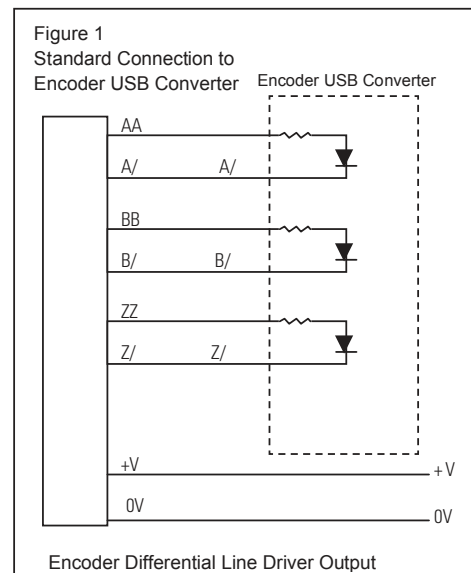 Figure 1
Standard Connection to
Encoder USB Converter
Encoder USB Converter
AA
A/ A/
BB
B/ B/
ZZ
Z/ Z/
+V +V
0V 0V
Encoder Differential Line Driver Output